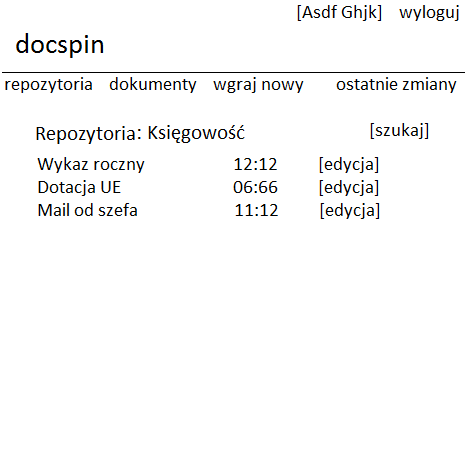 [Asdf Ghjk] wyloguj
docspin
repozytoria dokumenty wgraj nowy ostatnie zmiany
Repozytoria: Księgowość [szukaj]
Wykaz roczny 12:12 [edycja]
Dotacja UE 06:66 [edycja]
Mail od szefa 11:12 [edycja]